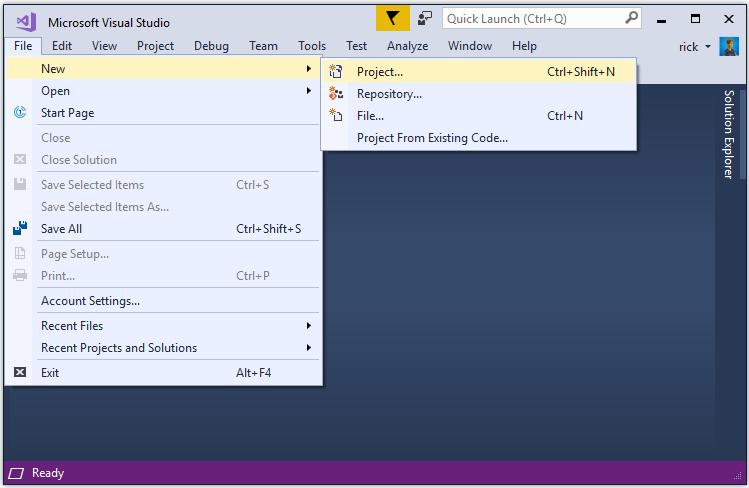 Microsoft Visual Studio
Quick Launch (Ctrl+Q)
File Edit View Project Debug Team Tools Test Analyze Window Help rick
New
Open
Start Page
Close
Close Solution
Save Selected Items Ctrl+S
Save Selected Items As...
Save All Ctrl+Shift+S
Page Setup...
Print... Ctrl+P
Account Settings...
Recent Files
Recent Projects and Solutions
Exit Alt+F4
Project... Ctrl+Shift+N
Repository...
File... Ctrl+N
Project From Existing Code...
Solution Explorer
Ready